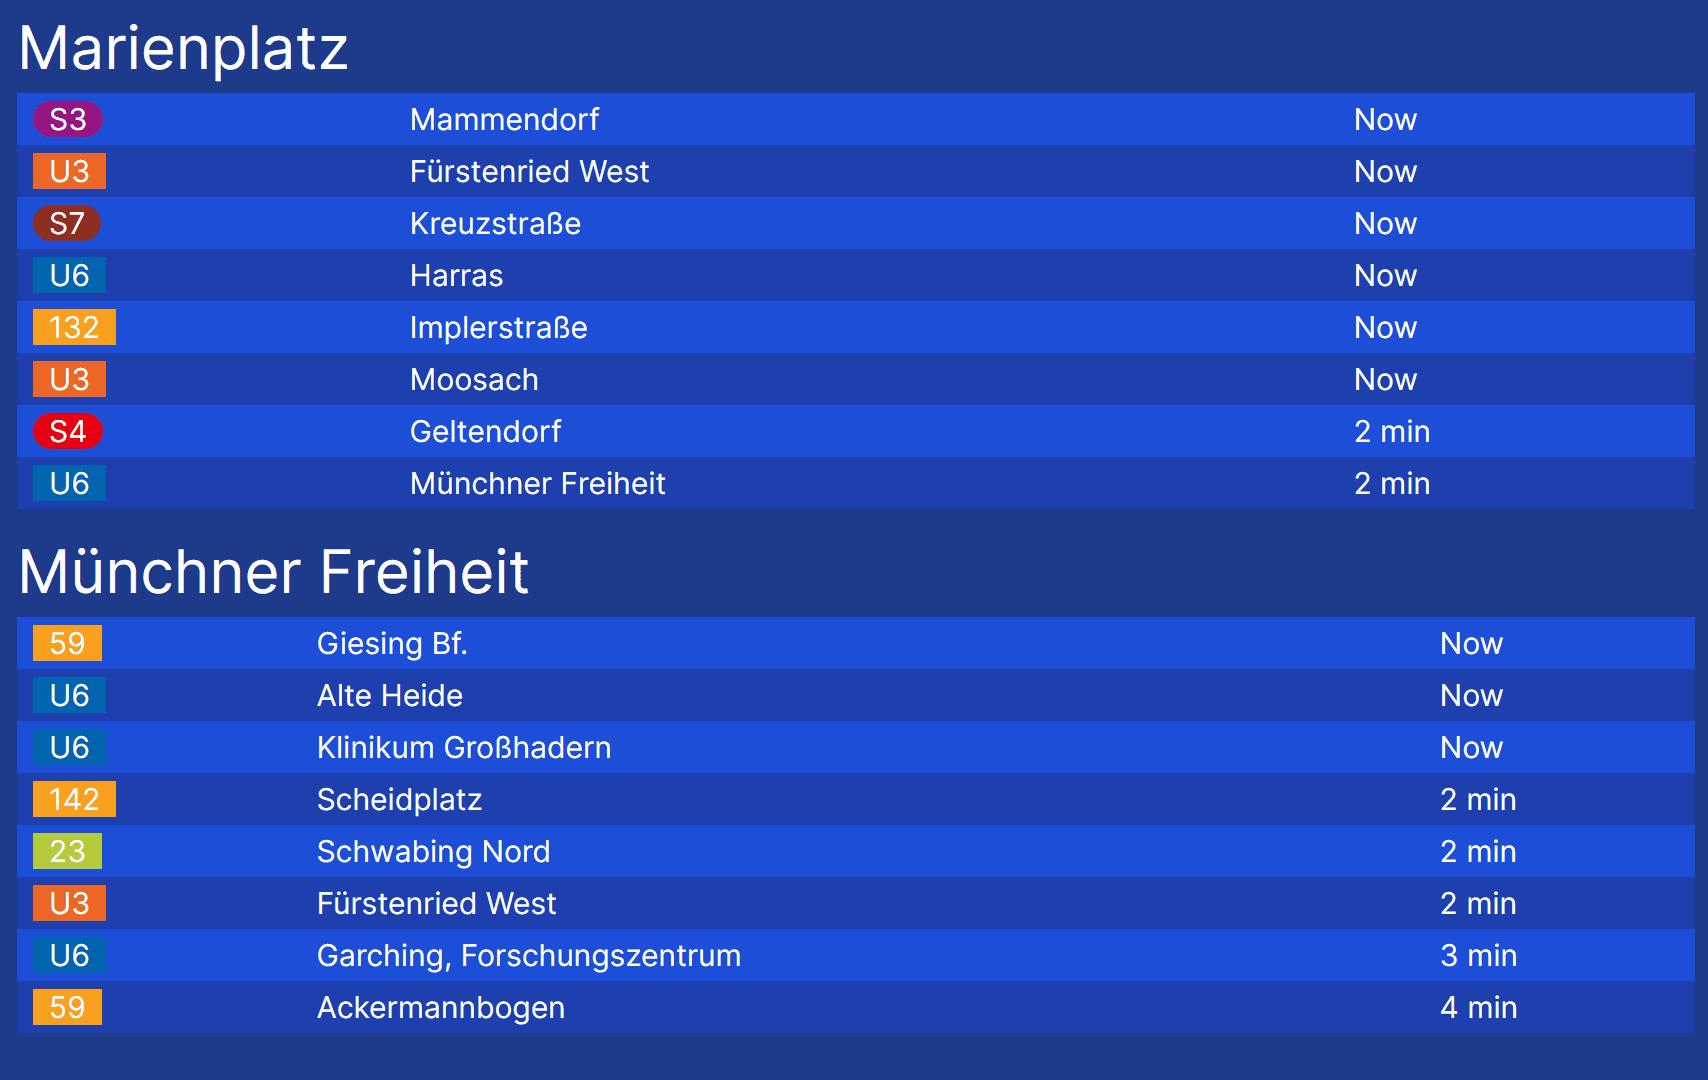 Marienplatz
S3 Mammendorf Now
U3 Fürstenried West Now
S7 Kreuzstraße Now
U6 Harras Now
132 Implerstraße Now
U3 Moosach Now
S4 Geltendorf 2 min
U6 Münchner Freiheit 2 min
Münchner Freiheit
59 Giesing Bf. Now
U6 Alte Heide Now
U6 Klinikum Großhadern Now
142 Scheidplatz 2 min
23 Schwabing Nord 2 min
U3 Fürstenried West 2 min
U6 Garching, Forschungszentrum 3 min
59 Ackermannbogen 4 min